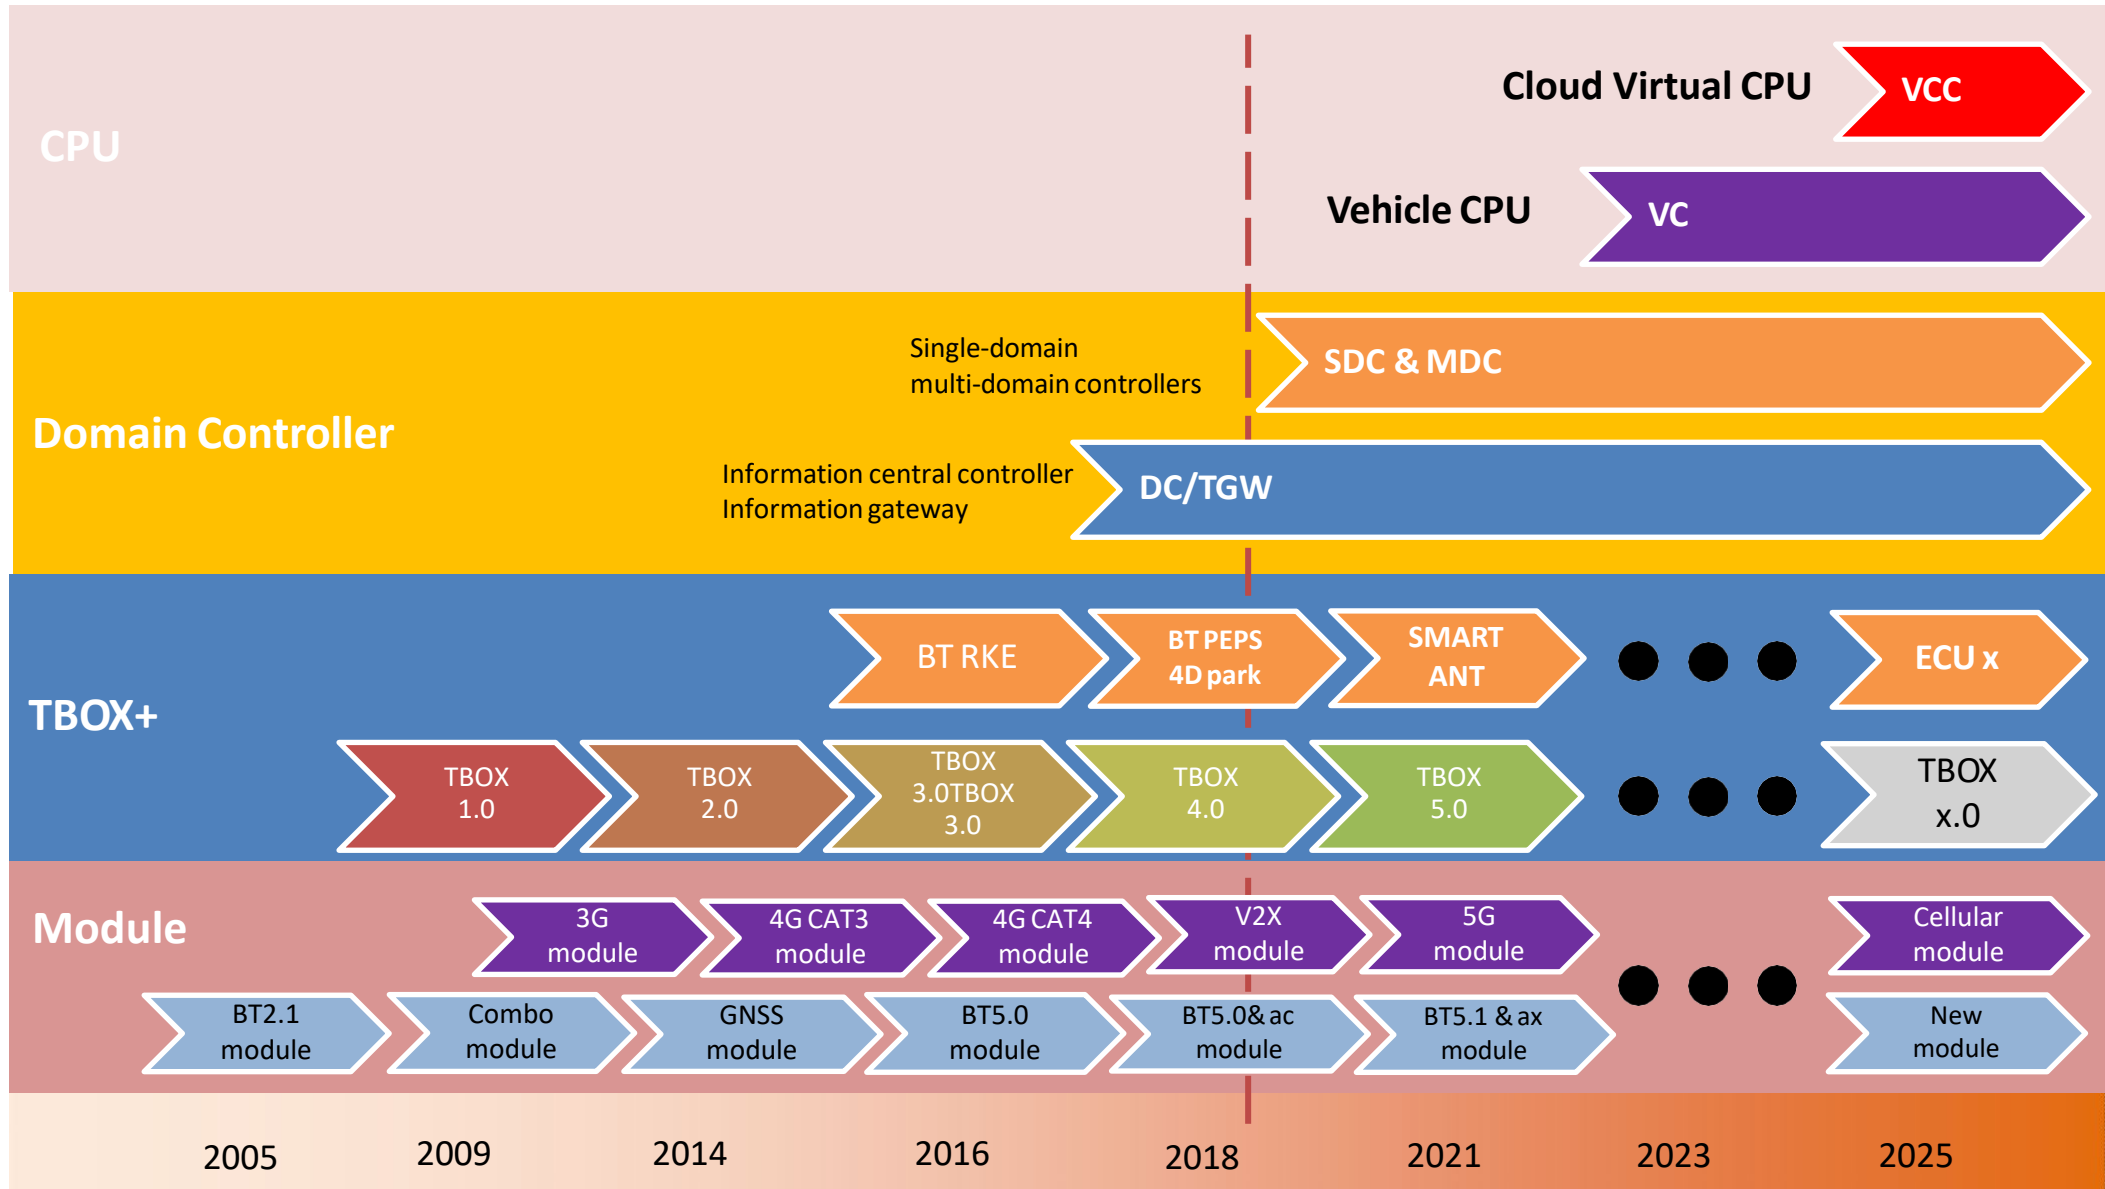 CPU
Cloud Virtual CPU
VCC
Vehicle CPU
VC
Domain Controller
Single-domain
multi-domain controllers
SDC & MDC
Information central controller
Information gateway
DC/TGW
TBOX+
BT RKE
BT PEPS
4D park
SMART
ANT
ECU x
TBOX
1.0
TBOX
2.0
TBOX
3.0TBOX
3.0
TBOX
4.0
TBOX
5.0
TBOX
x.0
Module
3G
module
4G CAT3
module
4G CAT4
module
V2X
module
5G
module
Cellular
module
BT2.1
module
Combo
module
GNSS
module
BT5.0
module
BT5.0& ac
module
BT5.1 & ax
module
New
module
2005
2009
2014
2016
2018
2021
2023
2025